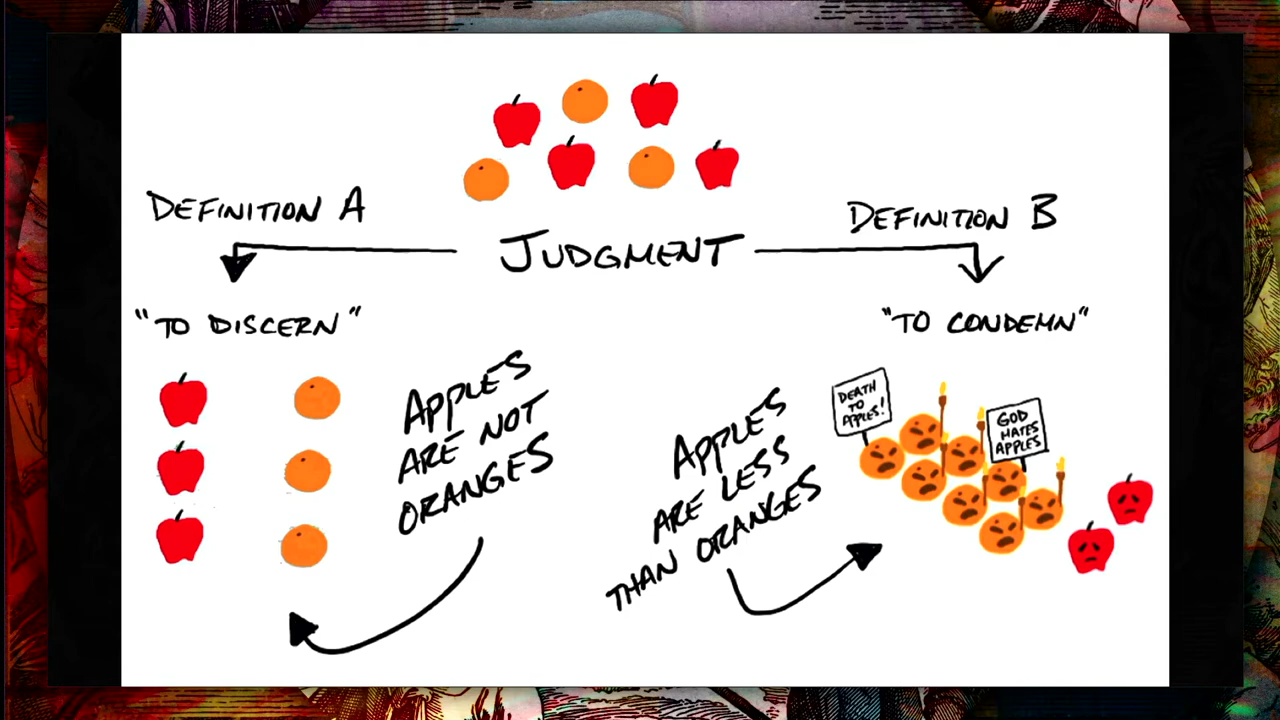 DEFINITION A
DEFINITION B
JUDGMENT
"TO DISCERN"
"TO CONDEMN"
APPLES
ARE NOT
ORANGES
APPLES
ARE LESS
THAN ORANGES
DEATH
TO
APPLES!
GOD
HATES
APPLES